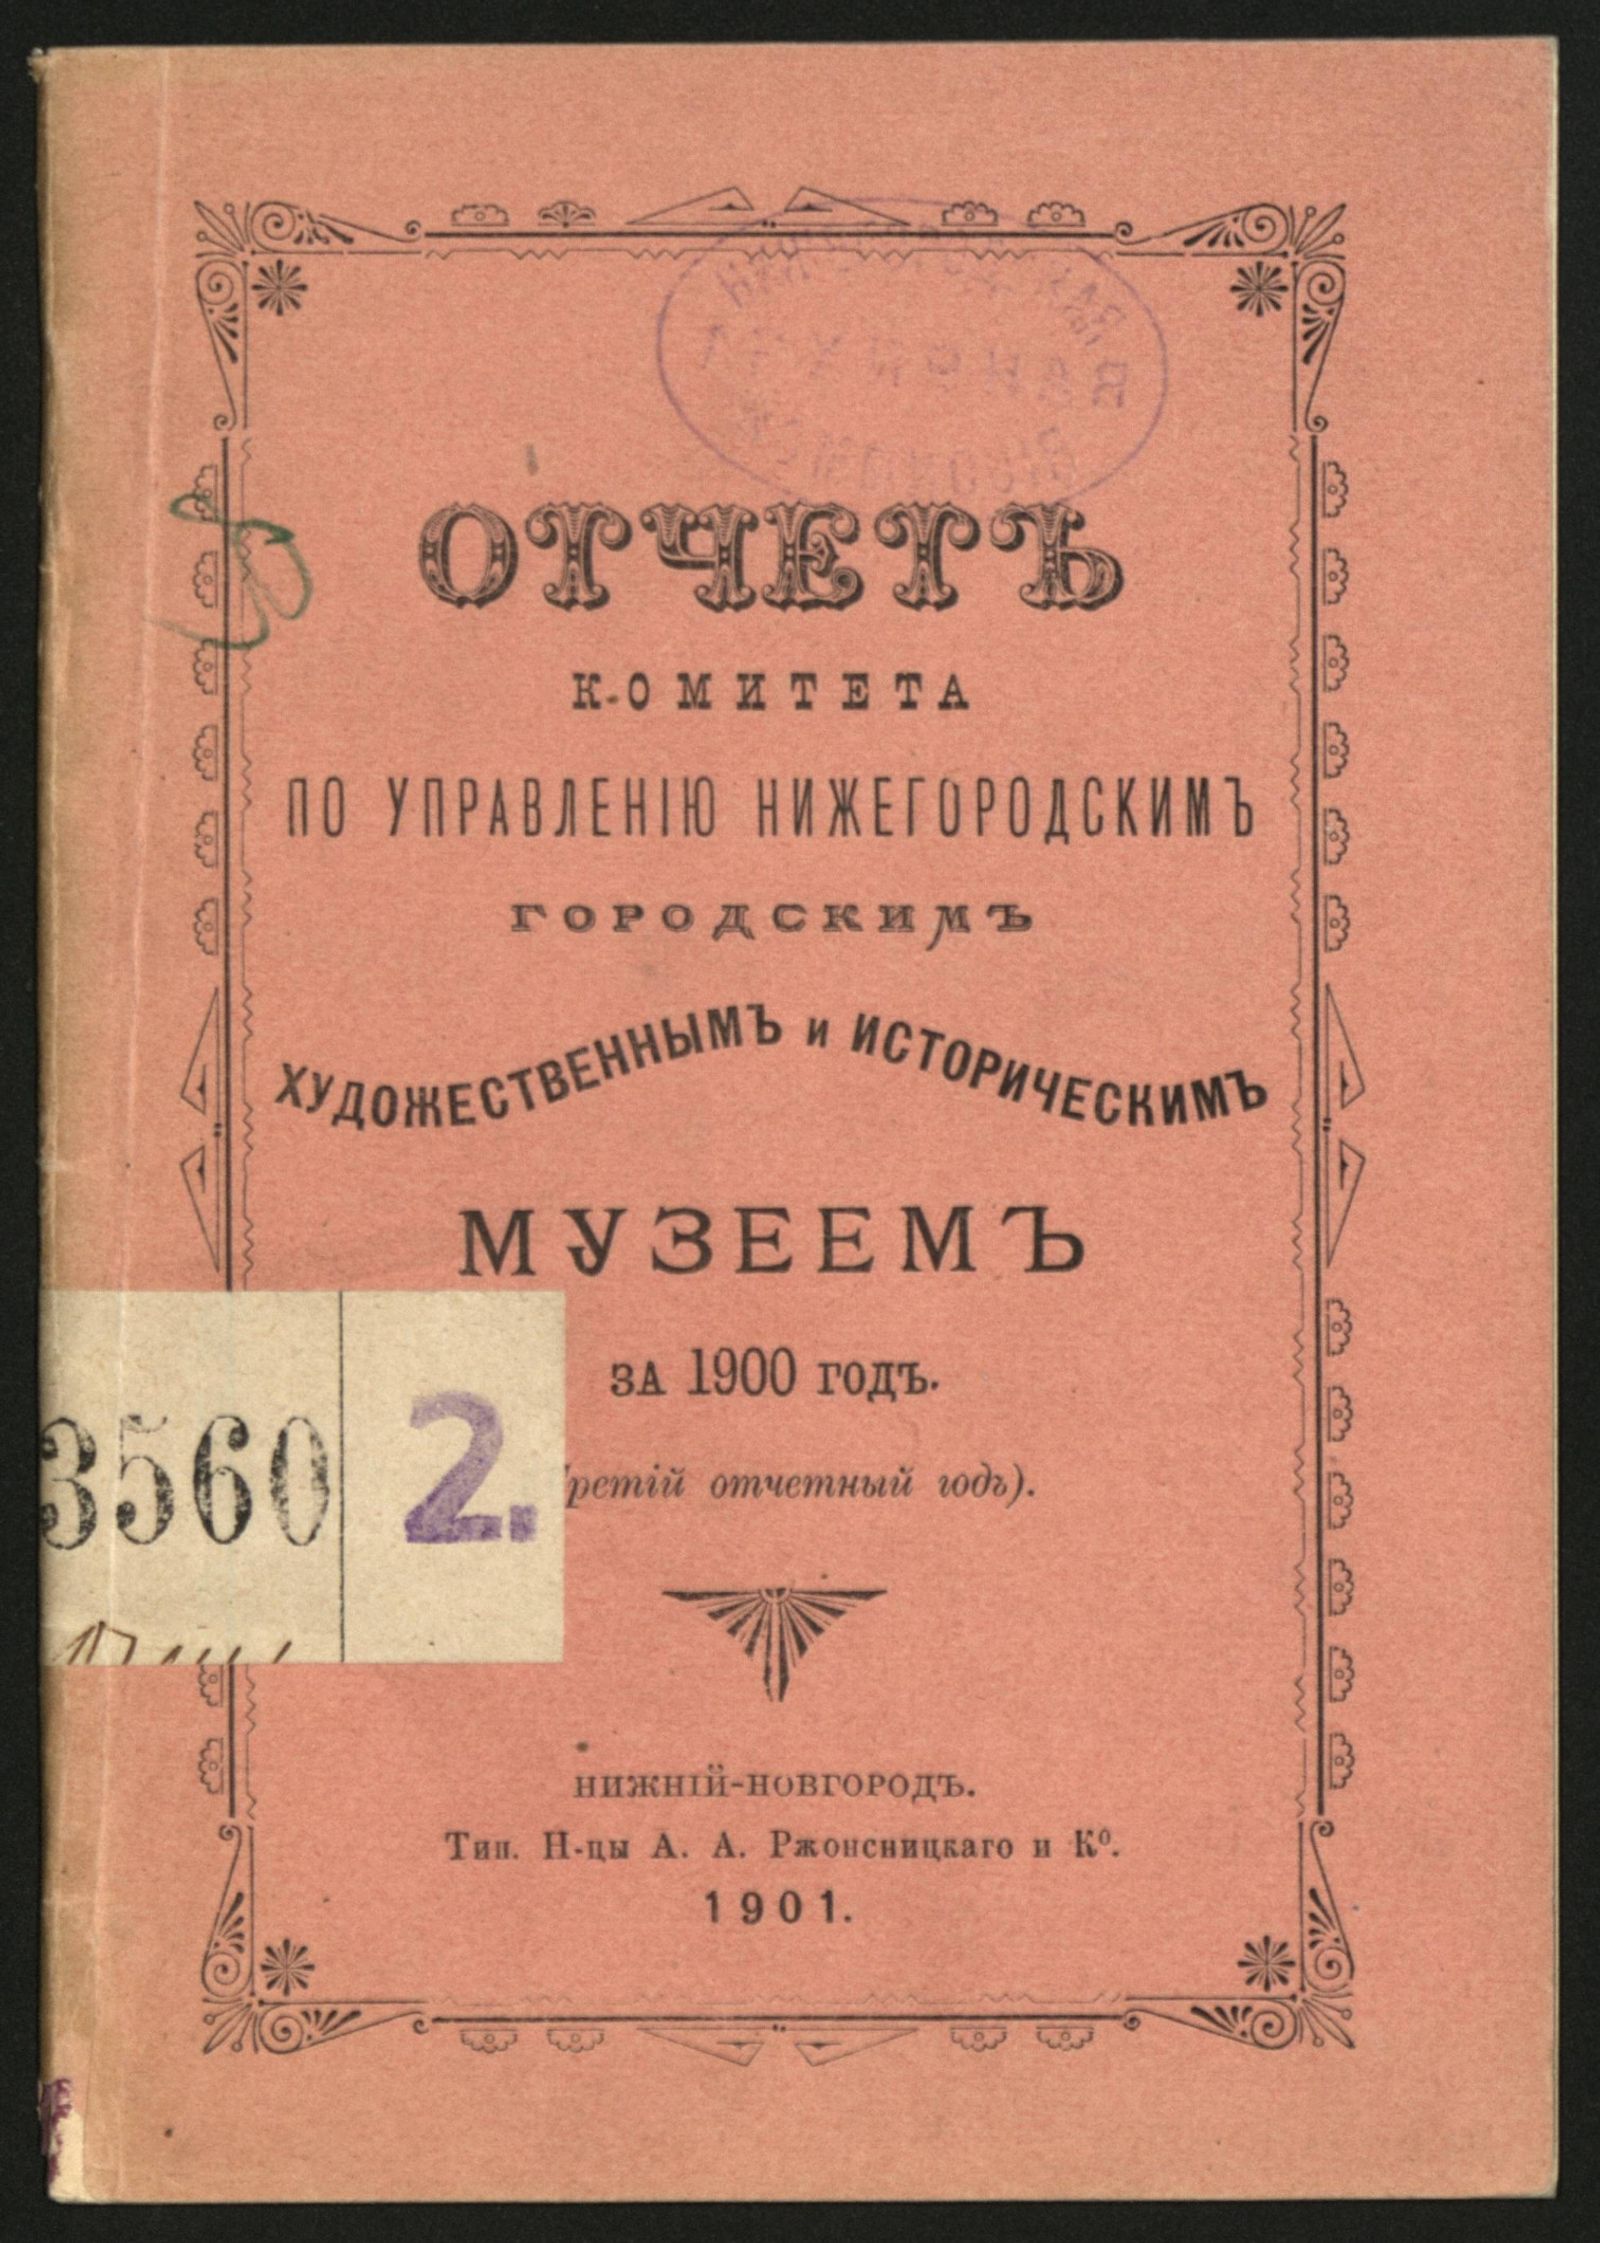 ОТЧЕТЪ
КОМИТЕТА
ПО УПРАВЛЕНІЮ НИЖЕГОРОДСКИМЪ
ГОРОДСКИМЪ
ХУДОЖЕСТВЕННЫМЪ и ИСТОРИЧЕСКИМЪ
МУЗЕЕМЪ
ЗА 1900 ГОДЪ.
3560 2.
ретій отчетный годъ).
НИЖНІЙ-НОВГОРОДЪ.
Тип. Н-цы А. А. Ржонсницкаго и Ко.
1901.